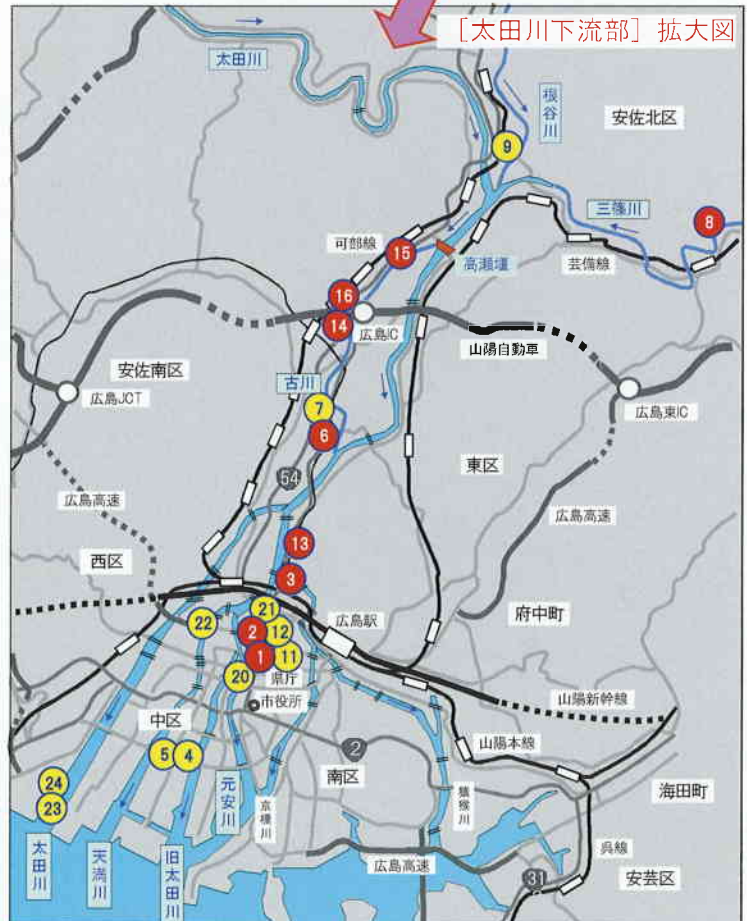 ［太田川下流部］拡大図
太田川
根谷川
安佐北区
9
三篠川
8
可部線
15
高瀬堰
芸備線
16
14
広島IC
山陽自動車
安佐南区
広島JCT
古川
7
6
広島東IC
東区
54
広島高速
広島高速
13
西区
3
府中町
21
22
2
12
広島駅
1
11
20
県庁
市役所
山陽新幹線
中区
山陽本線
5
4
2
南区
24
23
元安川
京橋川
猿猴川
海田町
太田川
天満川
旧太田川
広島高速
呉線
31
安芸区